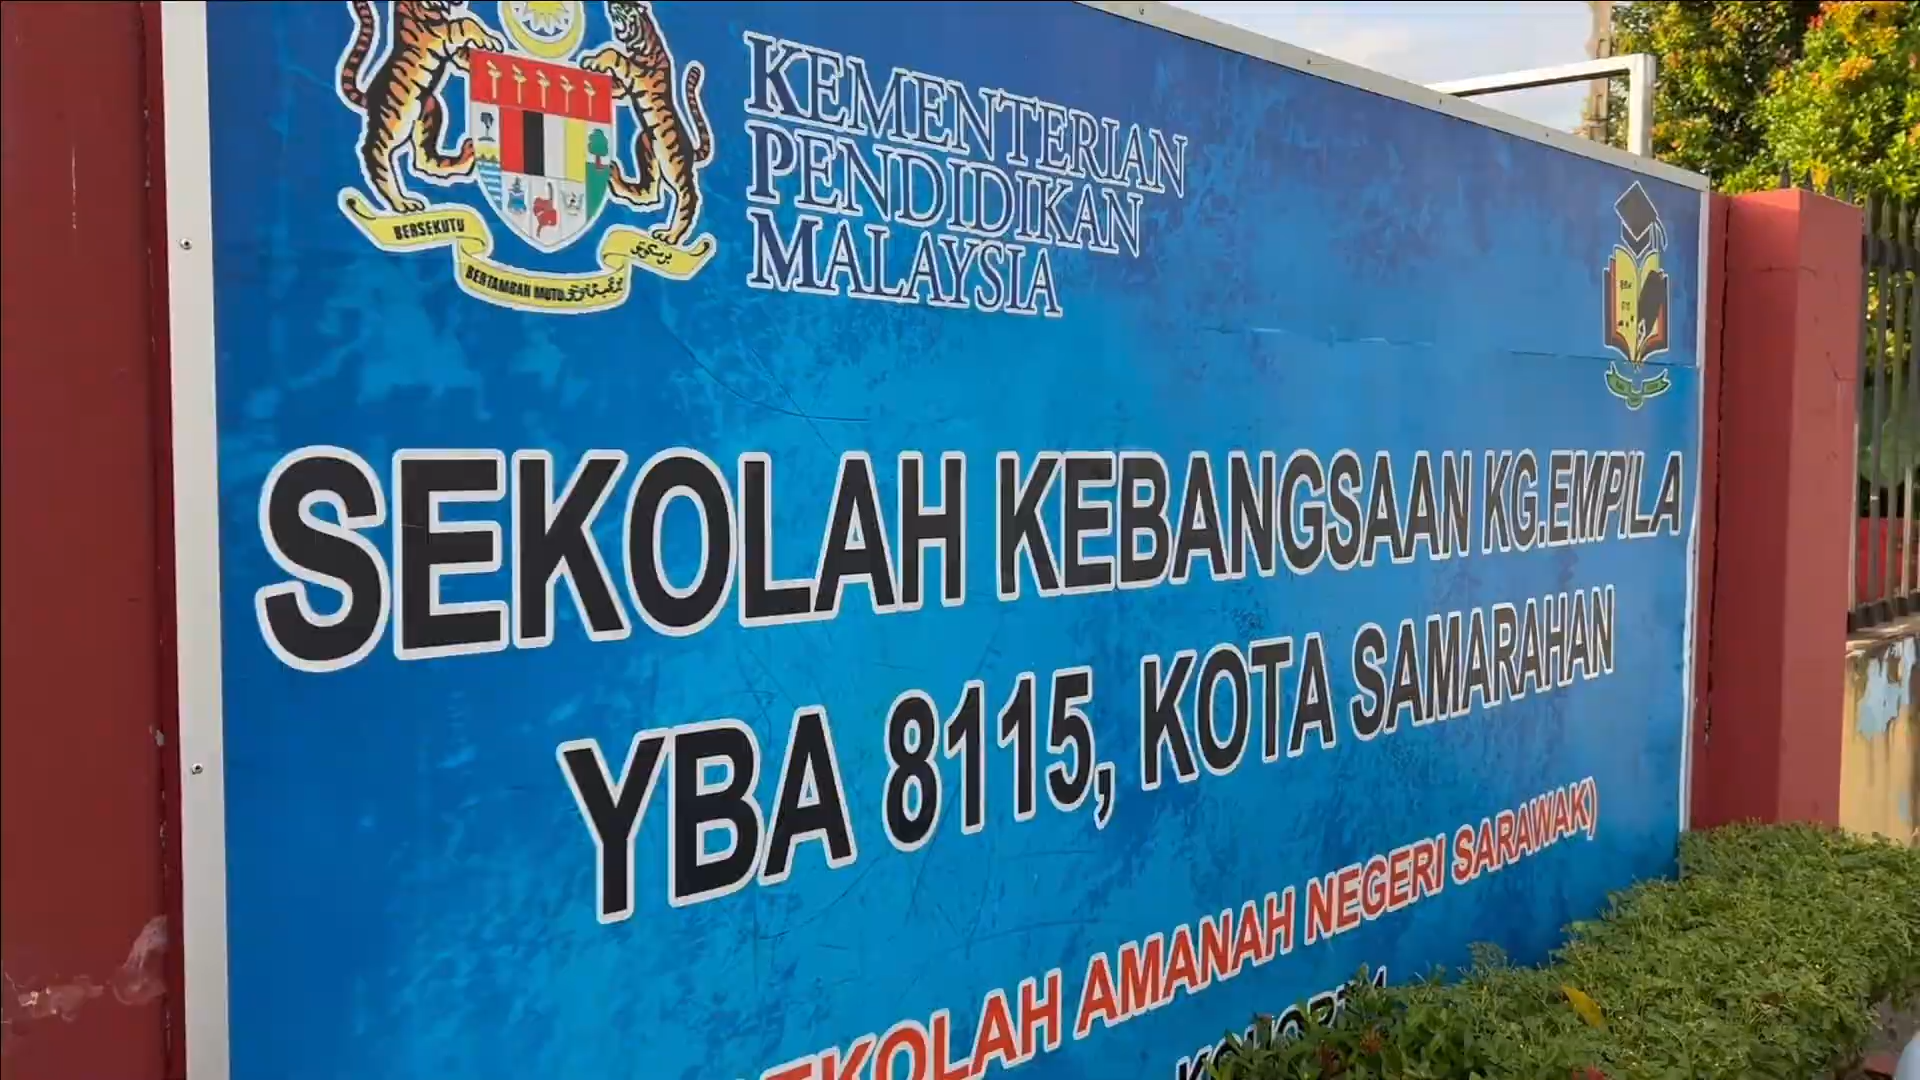 KEMENTERIAN
PENDIDIKAN
MALAYSIA
BERSEKUTU
BERTAMBAH MUTU
SEKOLAH KEBANGSAAN KG.EMPILA
YBA 8115, KOTA SAMARAHAN
SEKOLAH AMANAH NEGERI SARAWAK)